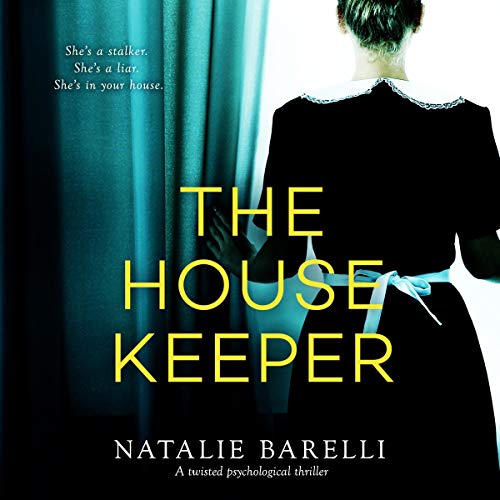 She's a stalker.
She's a liar.
She's in your house.
THE
HOUSE
KEEPER
NATALIE BARELLI
A twisted psychological thriller